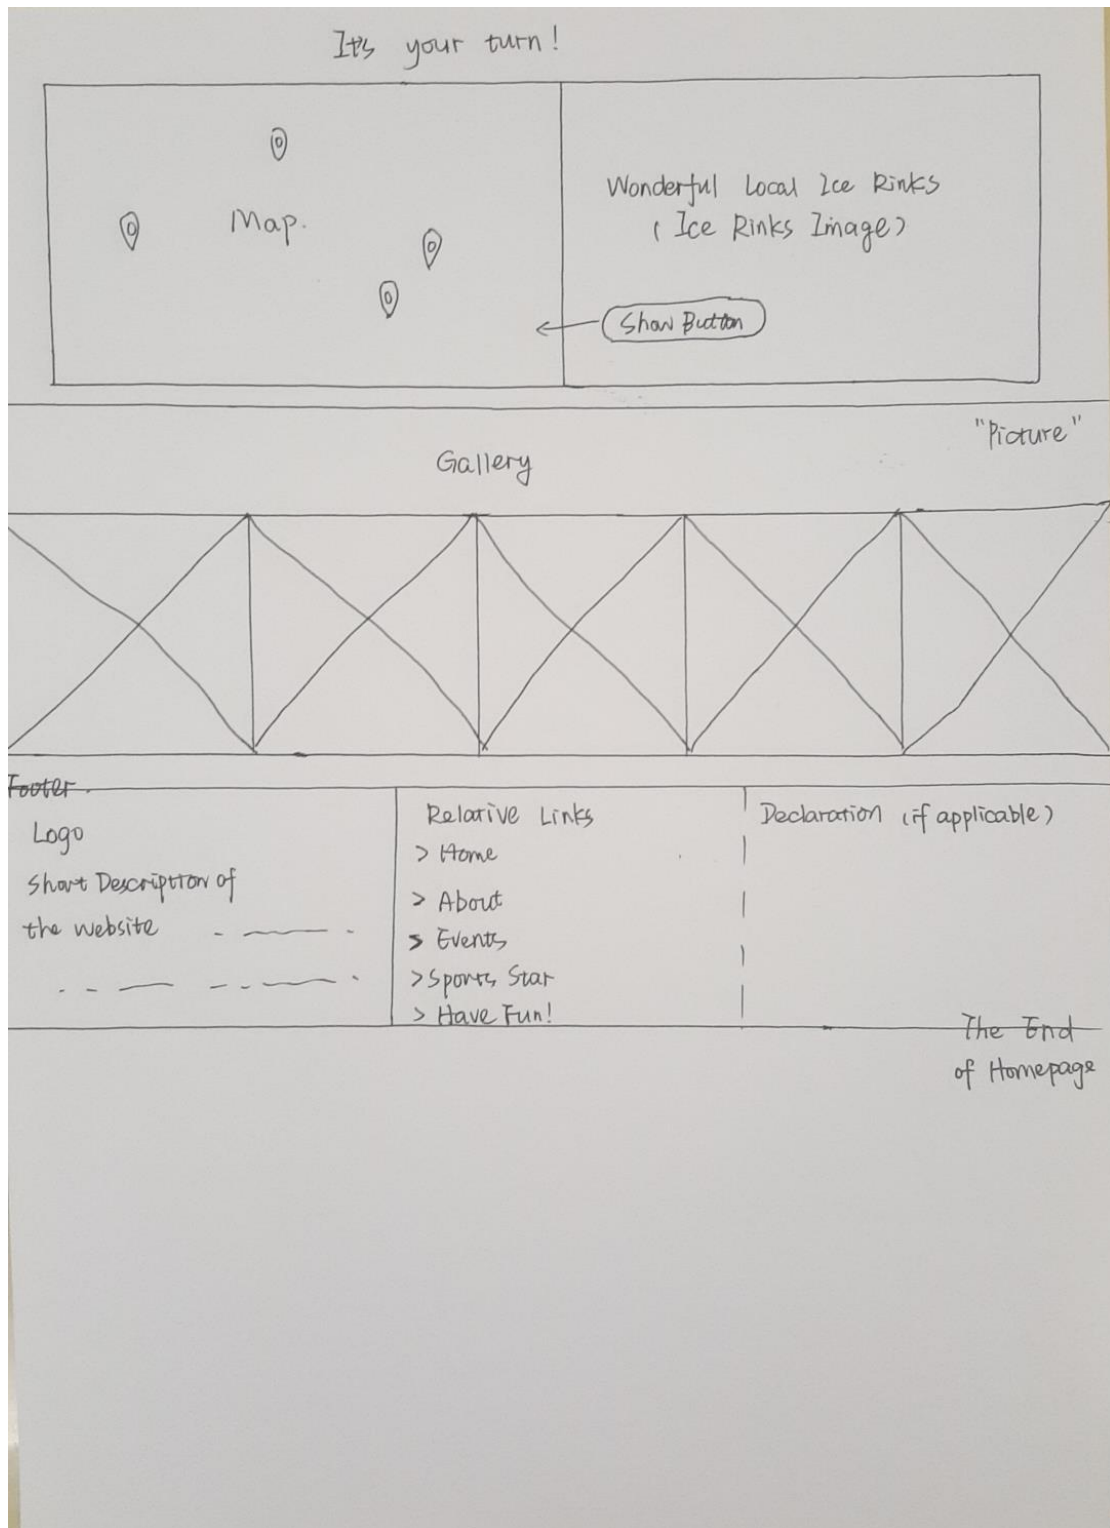 It's your turn!
Map.
Wonderful Local Ice Rinks
(Ice Rinks Image)
Show Button
"Picture"
Gallery
Footer.
Logo
Short Description of
the website
Relative Links
> Home
> About
> Events
> Sports Star
> Have Fun!
Declaration (if applicable)
The End
of Homepage